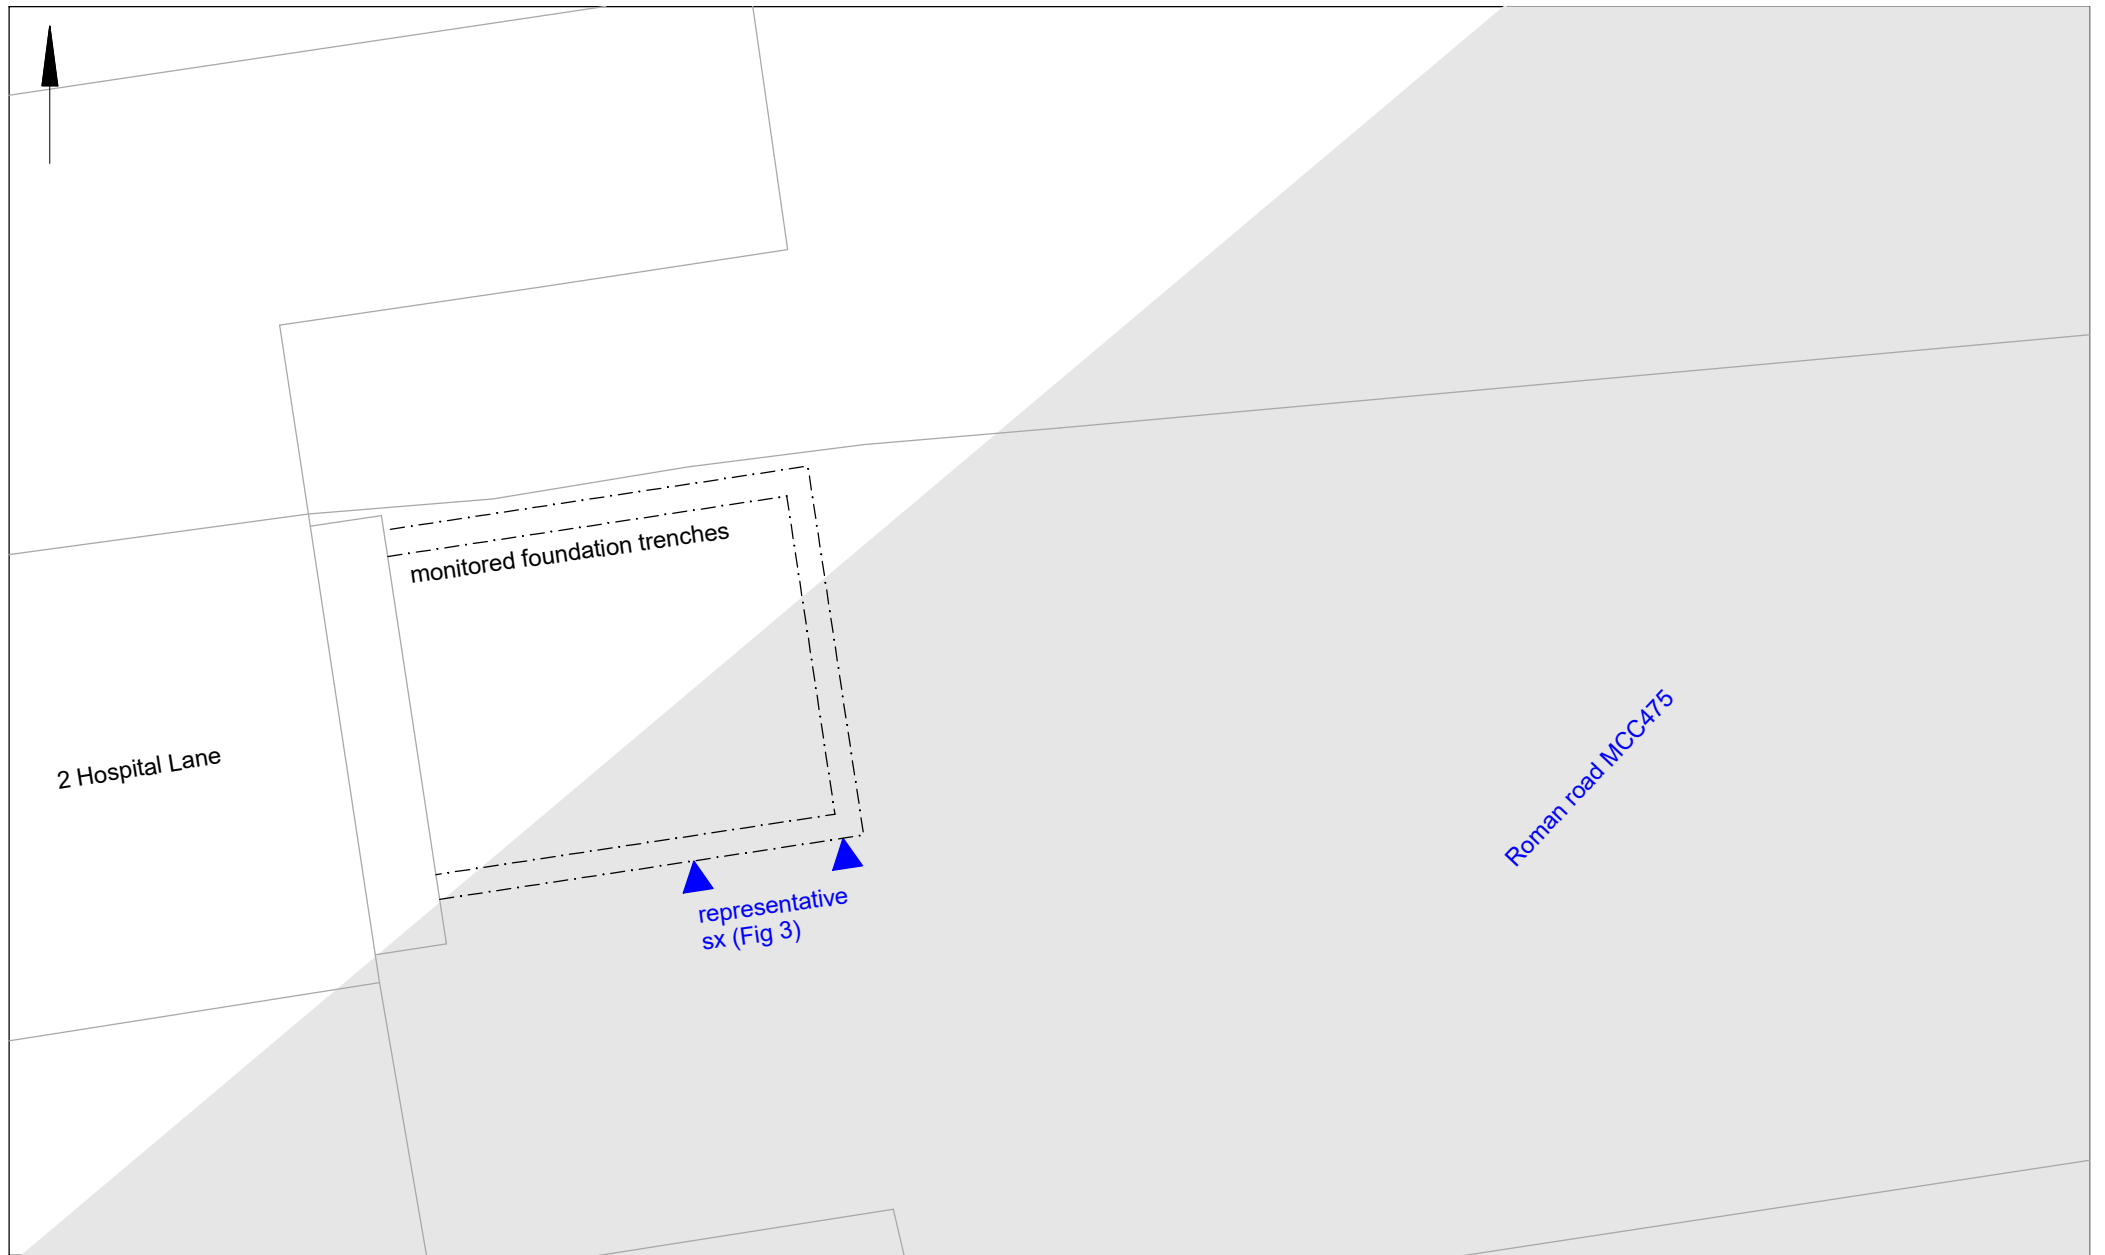 monitored foundation trenches
2 Hospital Lane
Roman road MCC475
representative
sx (Fig 3)